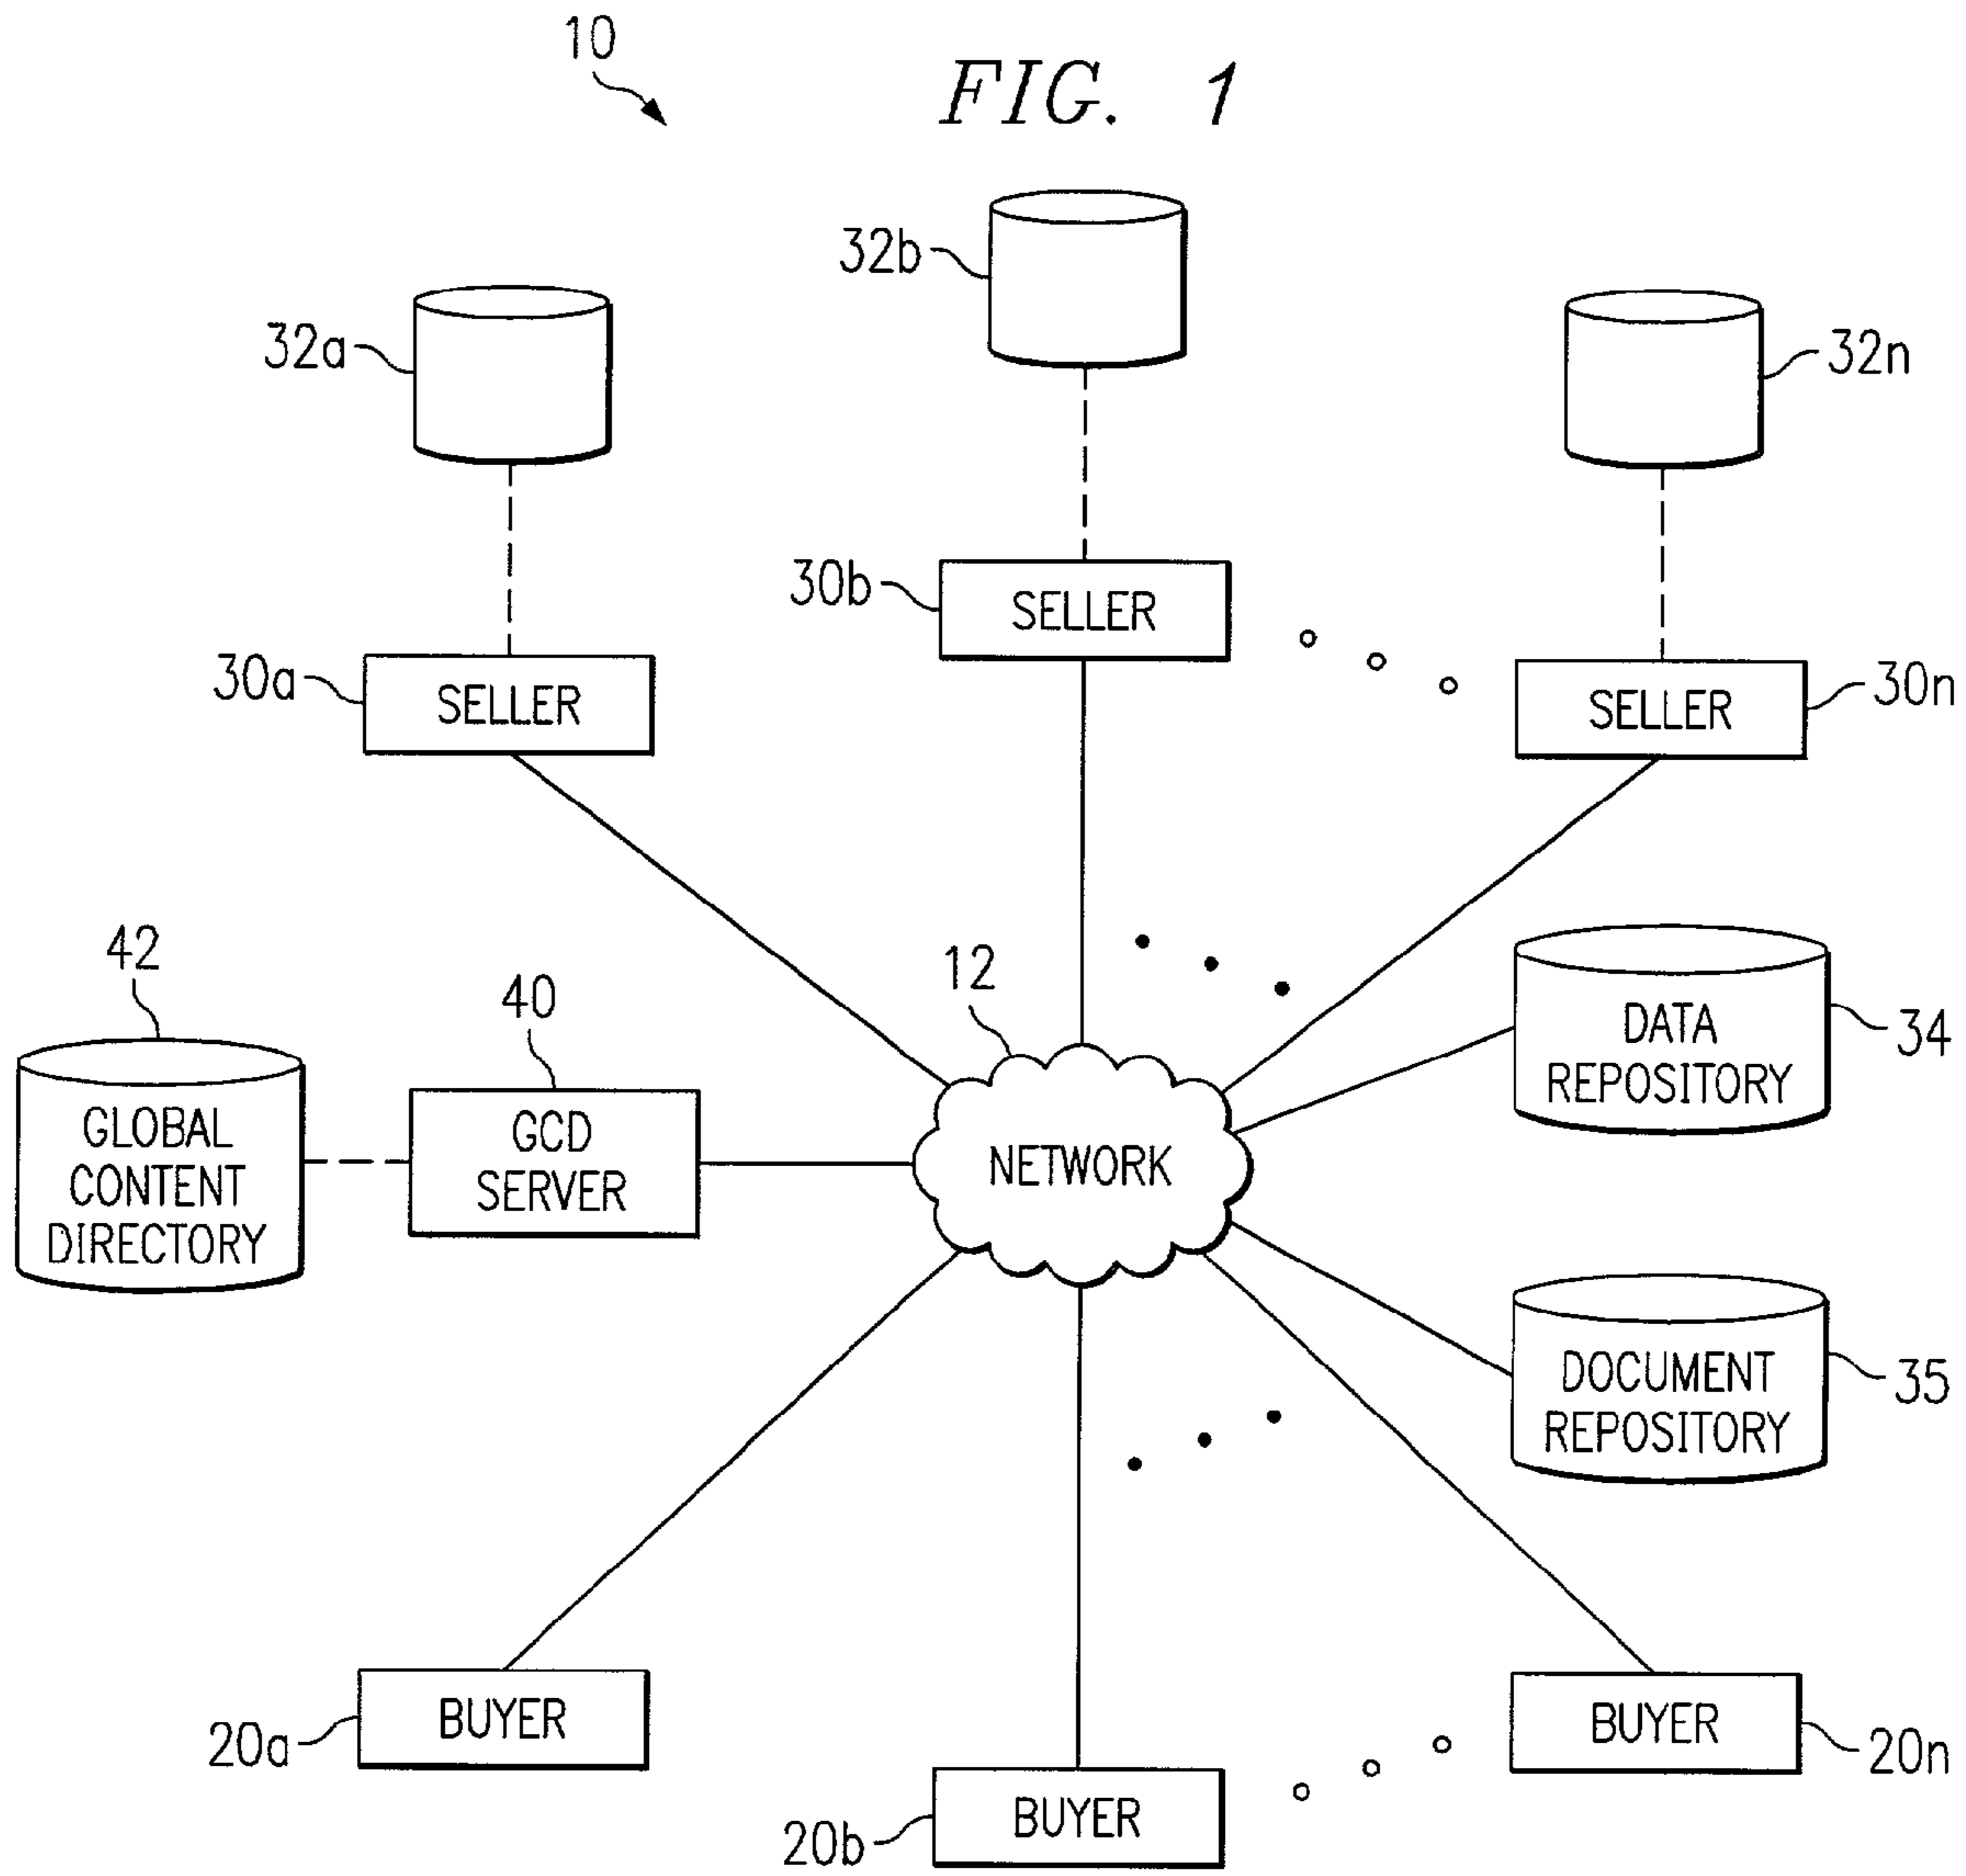 10
FIG. 1
32b
32a
32n
30b
SELLER
30a
SELLER
SELLER
30n
42
12
40
DATA
REPOSITORY
34
GLOBAL
CONTENT
DIRECTORY
GCD
SERVER
NETWORK
DOCUMENT
REPOSITORY
35
BUYER
20a
BUYER
20n
BUYER
20b